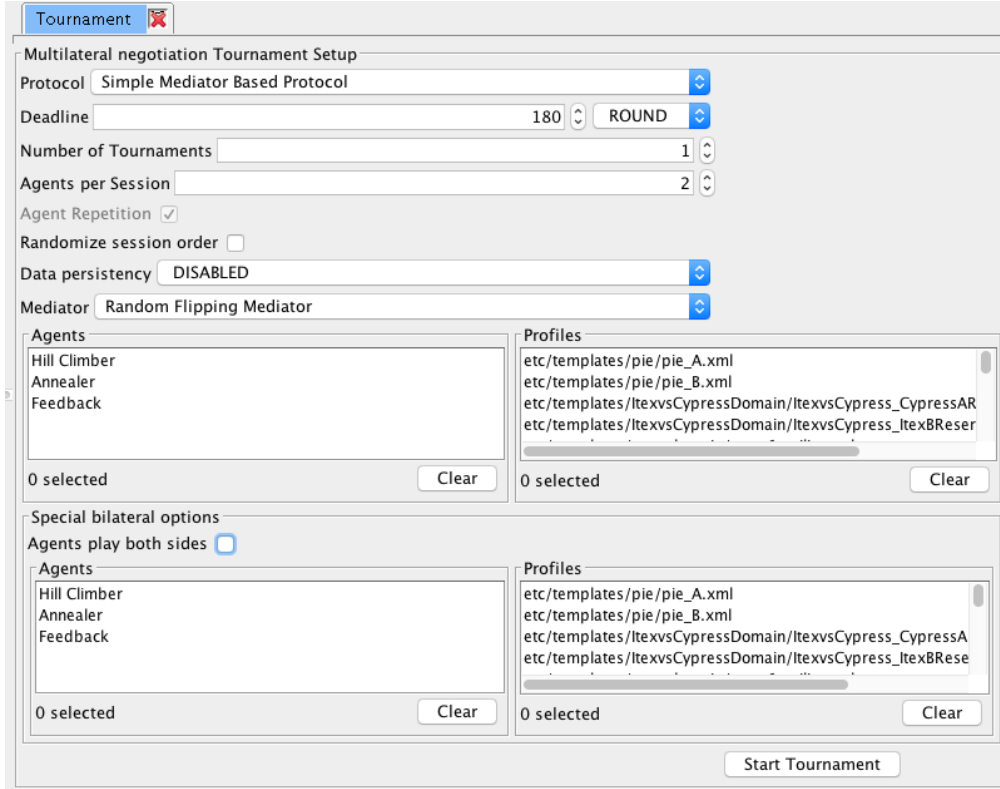 Tournament
Multilateral negotiation Tournament Setup
Protocol Simple Mediator Based Protocol
Deadline 180 ROUND
Number of Tournaments 1
Agents per Session 2
Agent Repetition
Randomize session order
Data persistency DISABLED
Mediator Random Flipping Mediator
Agents
Hill Climber
Annealer
Feedback
0 selected Clear
Profiles
etc/templates/pie/pie_A.xml
etc/templates/pie/pie_B.xml
etc/templates/ItexvsCypressDomain/ItexvsCypress_CypressAR
etc/templates/ItexvsCypressDomain/ItexvsCypress_ItexBReser
0 selected Clear
Special bilateral options
Agents play both sides
Agents
Hill Climber
Annealer
Feedback
0 selected Clear
Profiles
etc/templates/pie/pie_A.xml
etc/templates/pie/pie_B.xml
etc/templates/ItexvsCypressDomain/ItexvsCypress_CypressA
etc/templates/ItexvsCypressDomain/ItexvsCypress_ItexBRese
0 selected Clear
Start Tournament